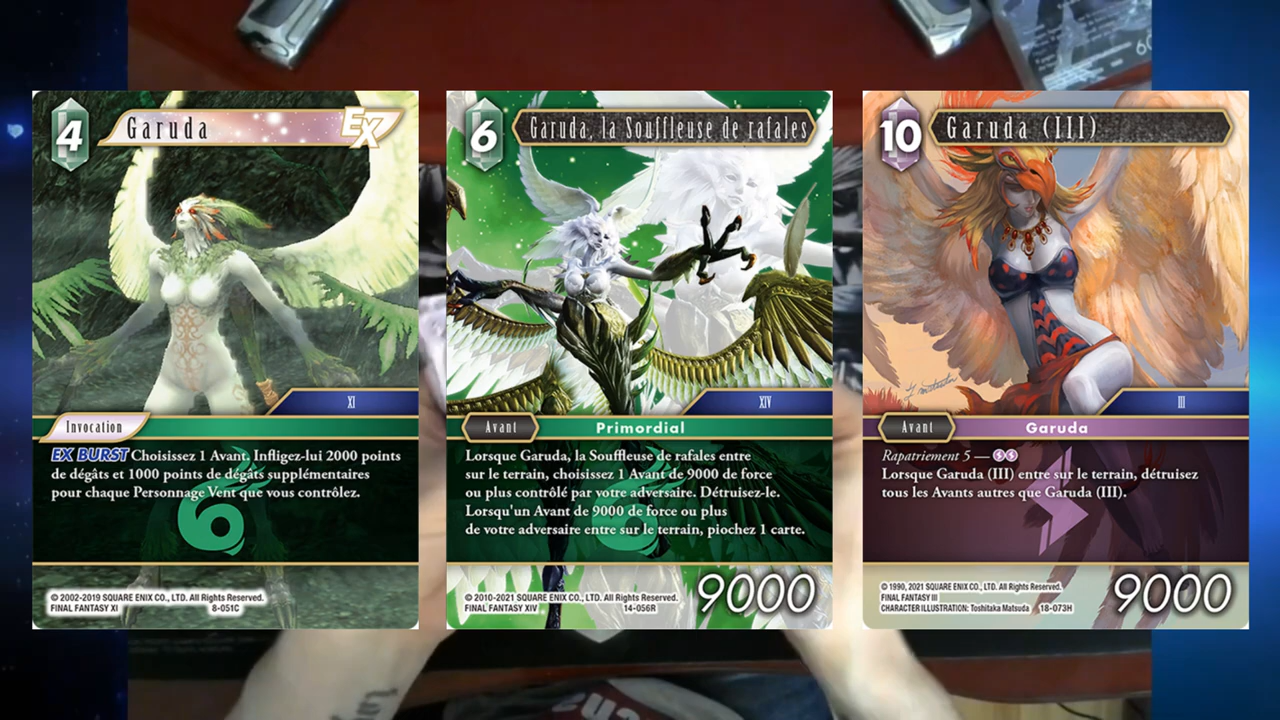 4
Garuda
EX
XI
Invocation
EX BURST Choisissez 1 Avant. Infligez-lui 2000 points
de dégâts et 1000 points de dégâts supplémentaires
pour chaque Personnage Vent que vous contrôlez.
© 2002-2019 SQUARE ENIX CO., LTD. All Rights Reserved.
FINAL FANTASY XI 8-051C
6
Garuda, la Souffleuse de rafales
XIV
Avant
Primordial
Lorsque Garuda, la Souffleuse de rafales entre
sur le terrain, choisissez 1 Avant de 9000 de force
ou plus contrôlé par votre adversaire. Détruisez-le.
Lorsqu'un Avant de 9000 de force ou plus
de votre adversaire entre sur le terrain, piochez 1 carte.
© 2010-2021 SQUARE ENIX CO., LTD. All Rights Reserved.
FINAL FANTASY XIV 14-056R
9000
10
Garuda (III)
III
Avant
Garuda
Rapatriement 5 —
Lorsque Garuda (III) entre sur le terrain, détruisez
tous les Avants autres que Garuda (III).
© 1990, 2021 SQUARE ENIX CO., LTD. All Rights Reserved.
FINAL FANTASY III
CHARACTER ILLUSTRATION: Toshitaka Matsuda 18-073H
9000